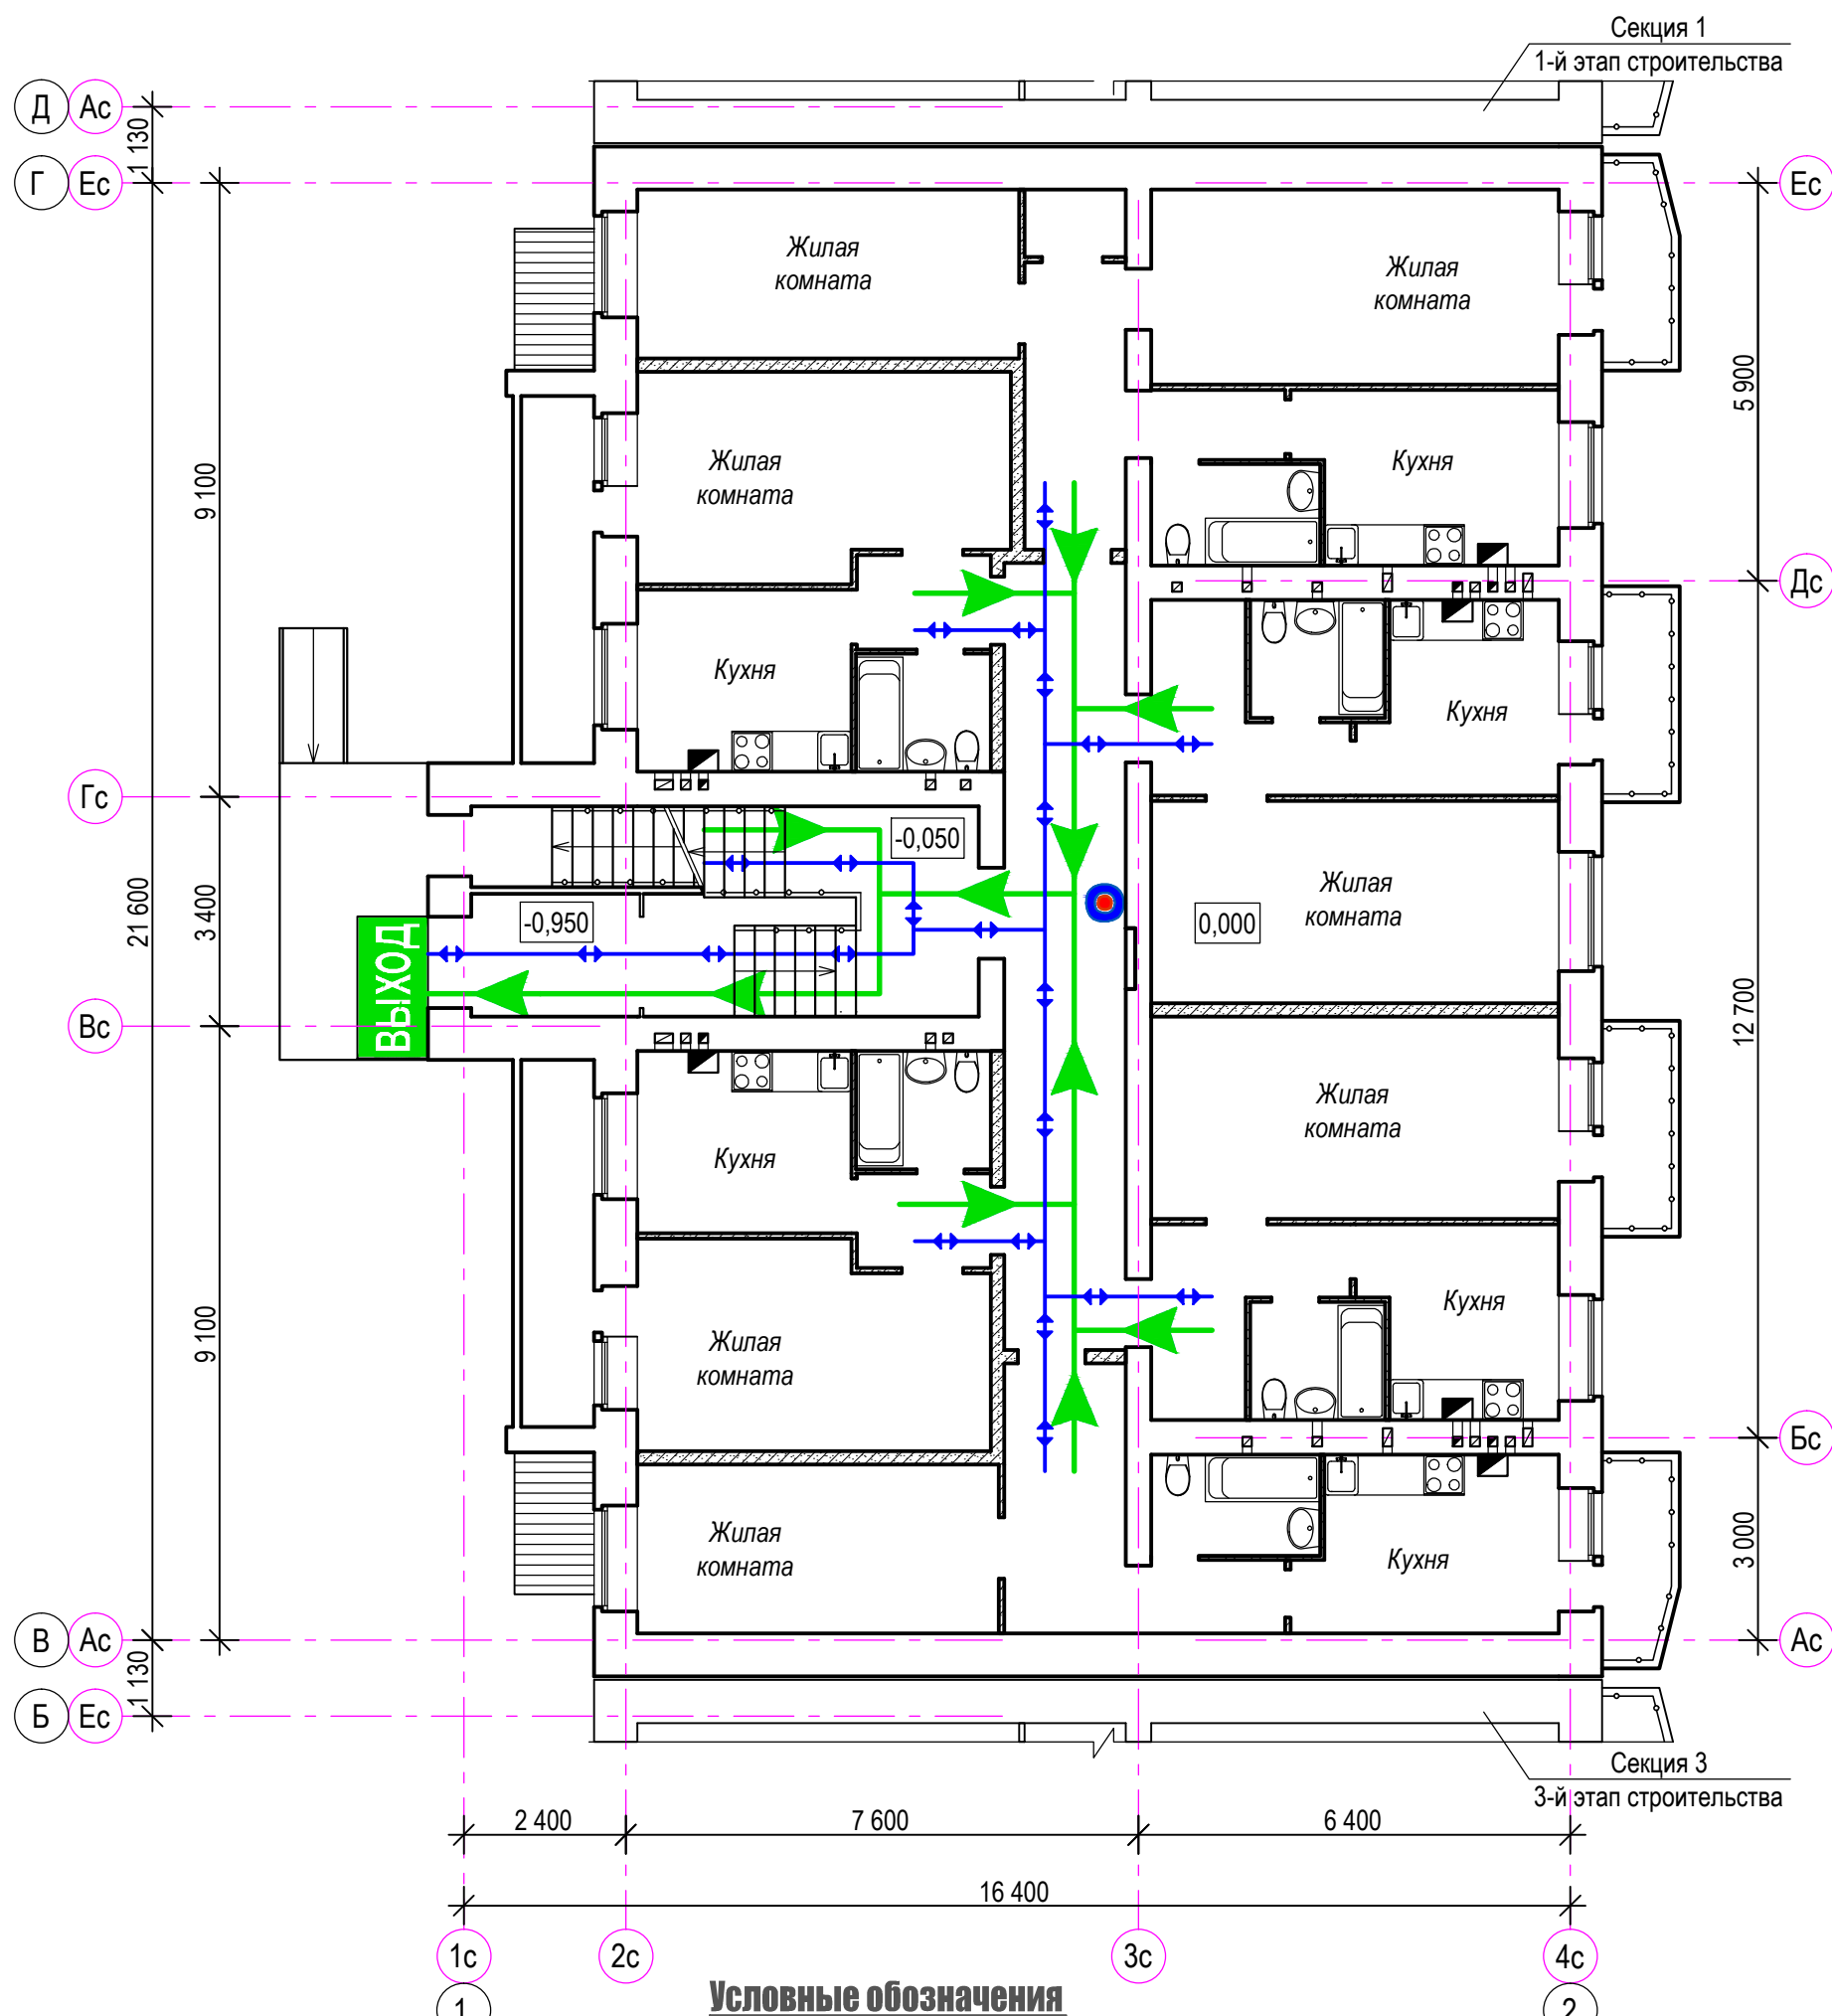 Секция 1
1-й этап строительства
Д Ас
1 130
Г Ес
Ес
Жилая
комната
Жилая
комната
5 900
9 100
Жилая
комната
Кухня
Дс
Кухня
Кухня
Гс
-0,050
21 600
3 400
-0,950
0,000
Жилая
комната
ВЫХОД
Вс
12 700
Жилая
комната
Кухня
Кухня
9 100
Жилая
комната
Бс
Жилая
комната
Кухня
3 000
В Ас
Ас
1 130
Б Ес
Секция 3
3-й этап строительства
2 400
7 600
6 400
16 400
1с
2с
3с
4с
1
2
Условные обозначения